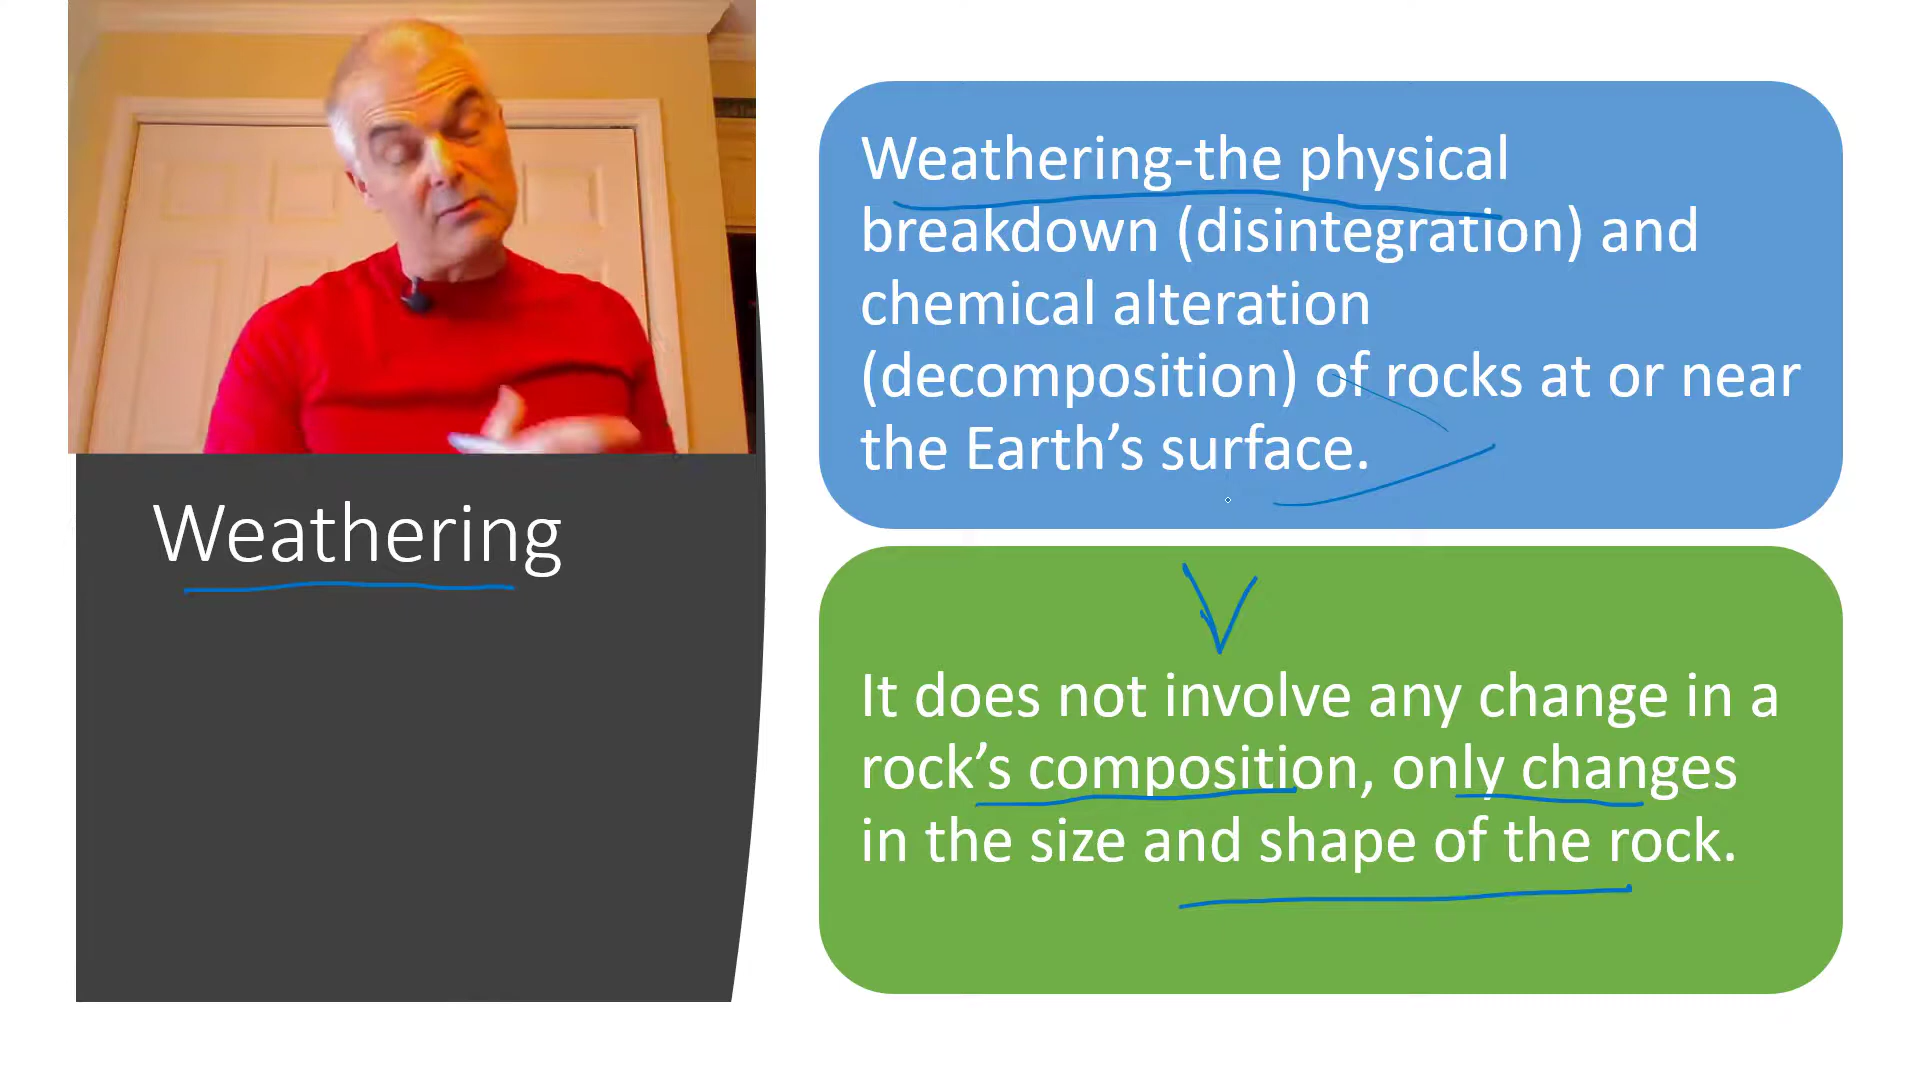 Weathering
Weathering-the physical
breakdown (disintegration) and
chemical alteration
(decomposition) of rocks at or near
the Earth’s surface.
It does not involve any change in a
rock’s composition, only changes
in the size and shape of the rock.